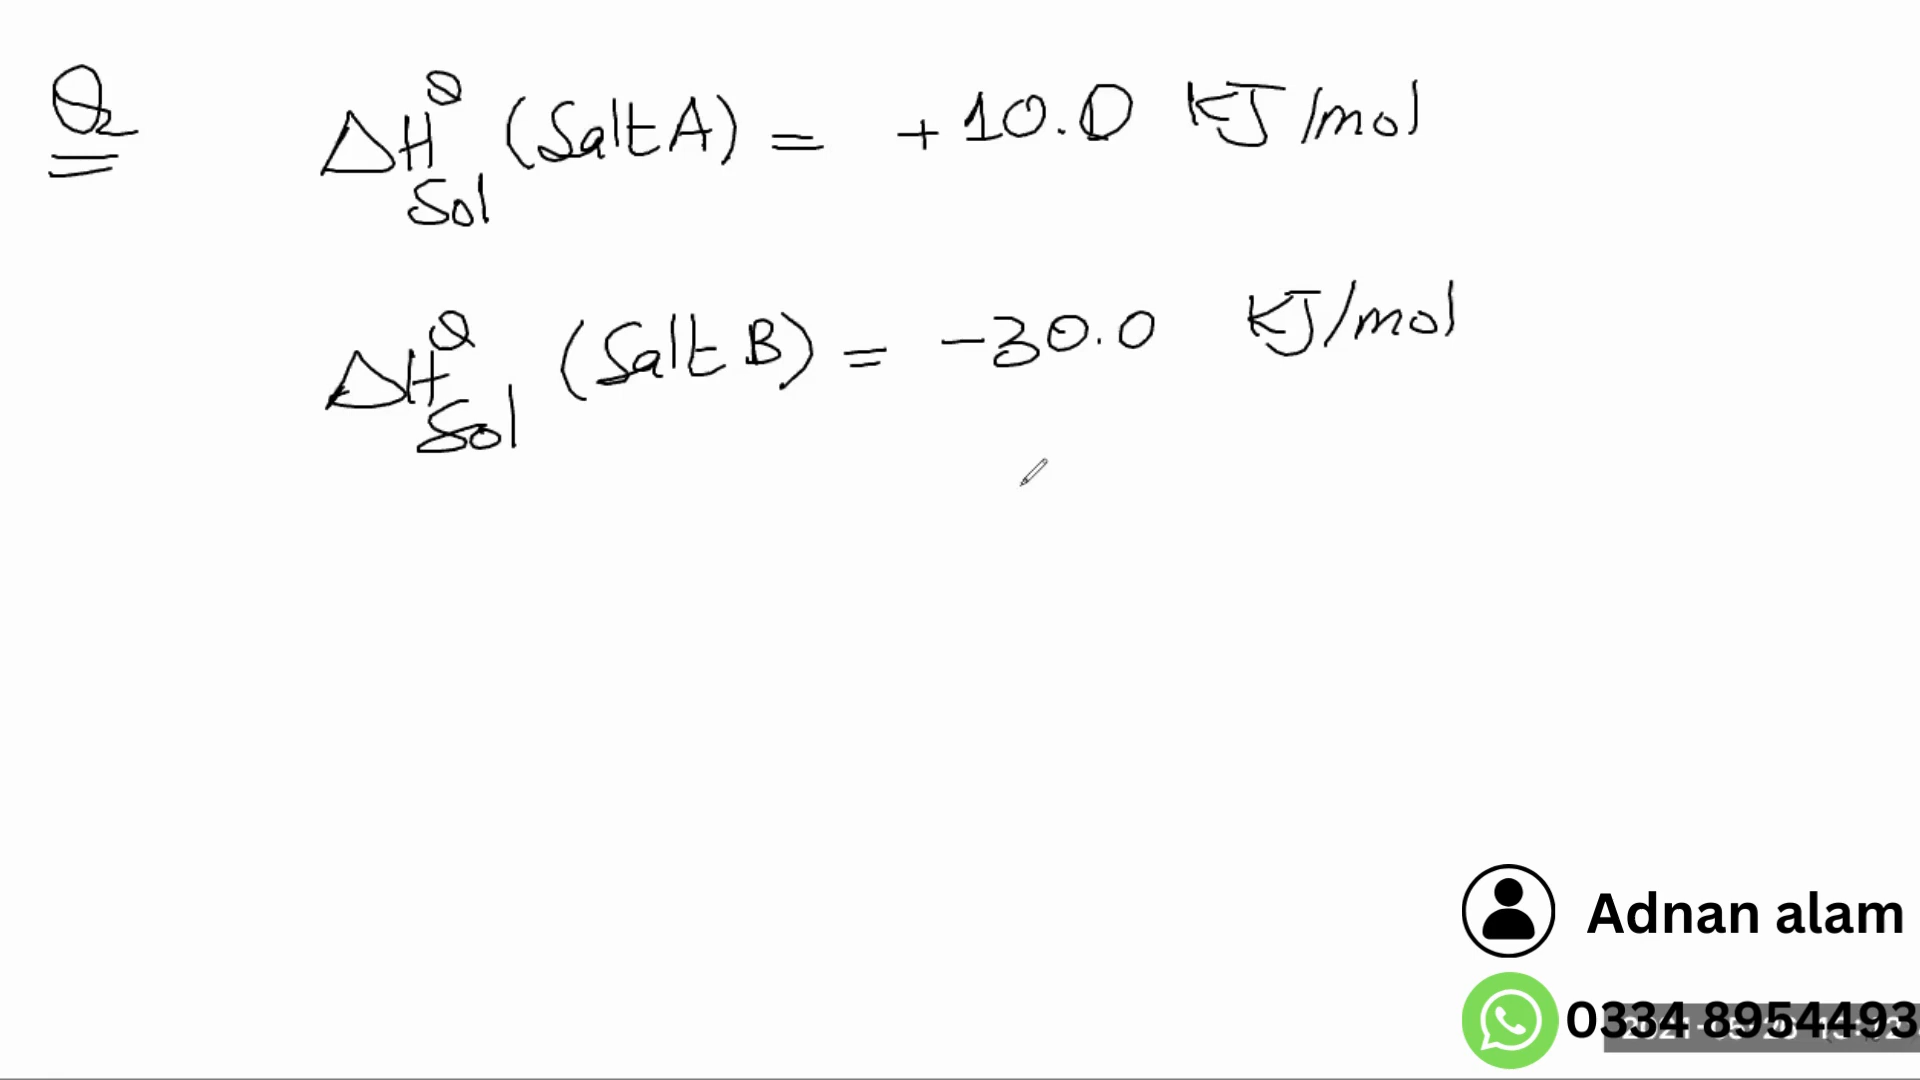 Q2 ΔH°sol (Salt A) = +10.0 KJ/mol
ΔH°sol (Salt B) = -30.0 KJ/mol
Adnan alam
0334 8954493